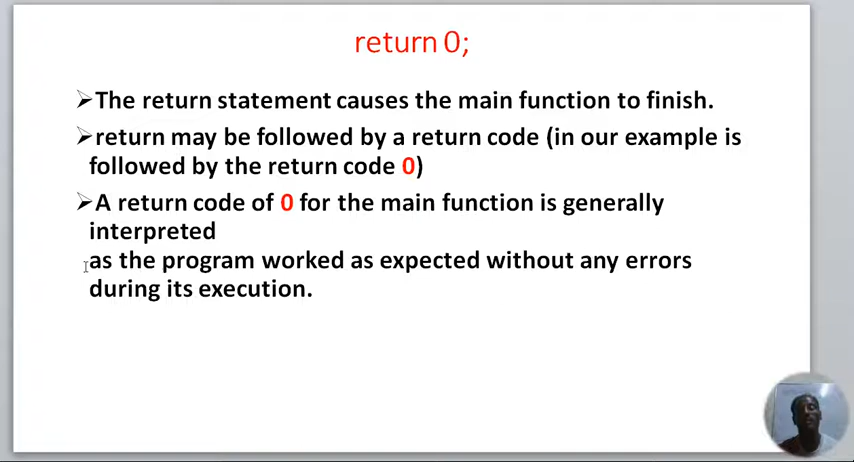 return 0;
➢The return statement causes the main function to finish.
➢return may be followed by a return code (in our example is
followed by the return code 0)
➢A return code of 0 for the main function is generally
interpreted
as the program worked as expected without any errors
during its execution.